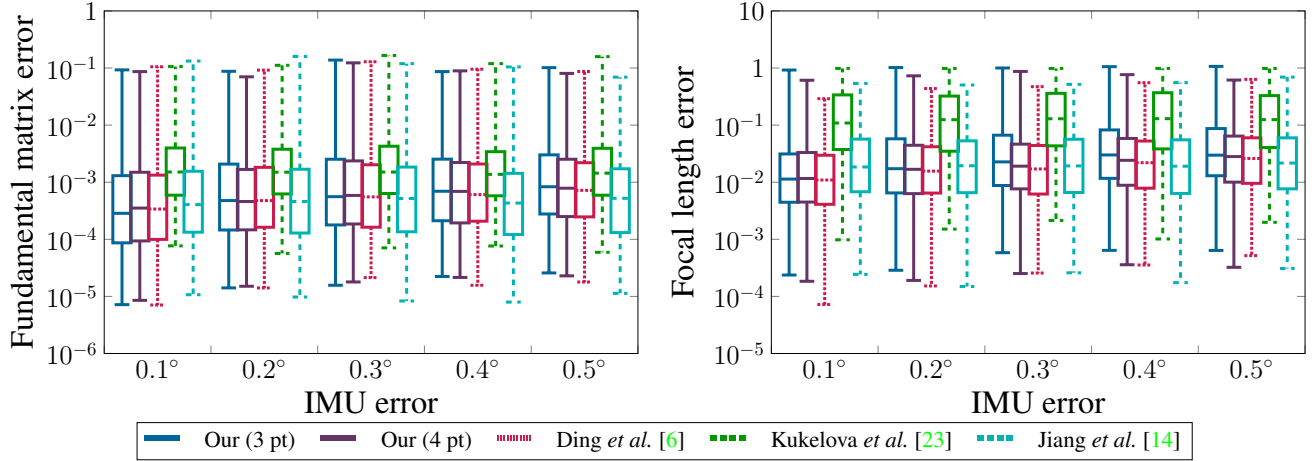 Fundamental matrix error
1
10⁻¹
10⁻²
10⁻³
10⁻⁴
10⁻⁵
10⁻⁶
0.1° 0.2° 0.3° 0.4° 0.5°
IMU error
Focal length error
10
1
10⁻¹
10⁻²
10⁻³
10⁻⁴
10⁻⁵
0.1° 0.2° 0.3° 0.4° 0.5°
IMU error
Our (3 pt) Our (4 pt) Ding et al. [6] Kukelova et al. [23] Jiang et al. [14]